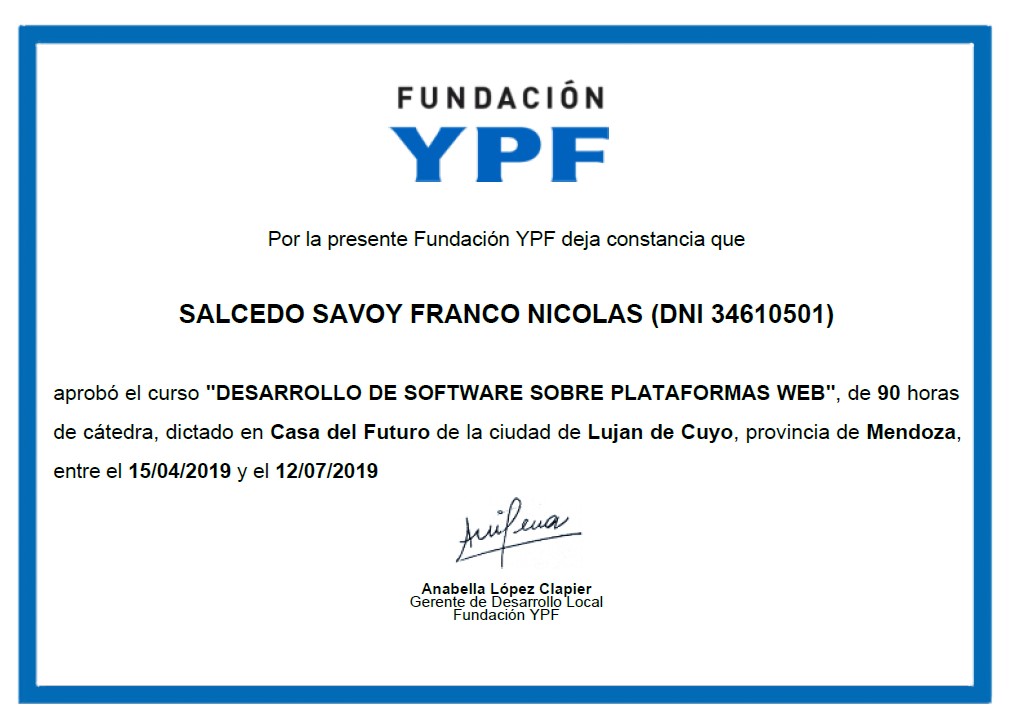 FUNDACIÓN
YPF
Por la presente Fundación YPF deja constancia que
SALCEDO SAVOY FRANCO NICOLAS (DNI 34610501)
aprobó el curso "DESARROLLO DE SOFTWARE SOBRE PLATAFORMAS WEB", de 90 horas
de cátedra, dictado en Casa del Futuro de la ciudad de Lujan de Cuyo, provincia de Mendoza,
entre el 15/04/2019 y el 12/07/2019
Anabella López Clapier
Gerente de Desarrollo Local
Fundación YPF